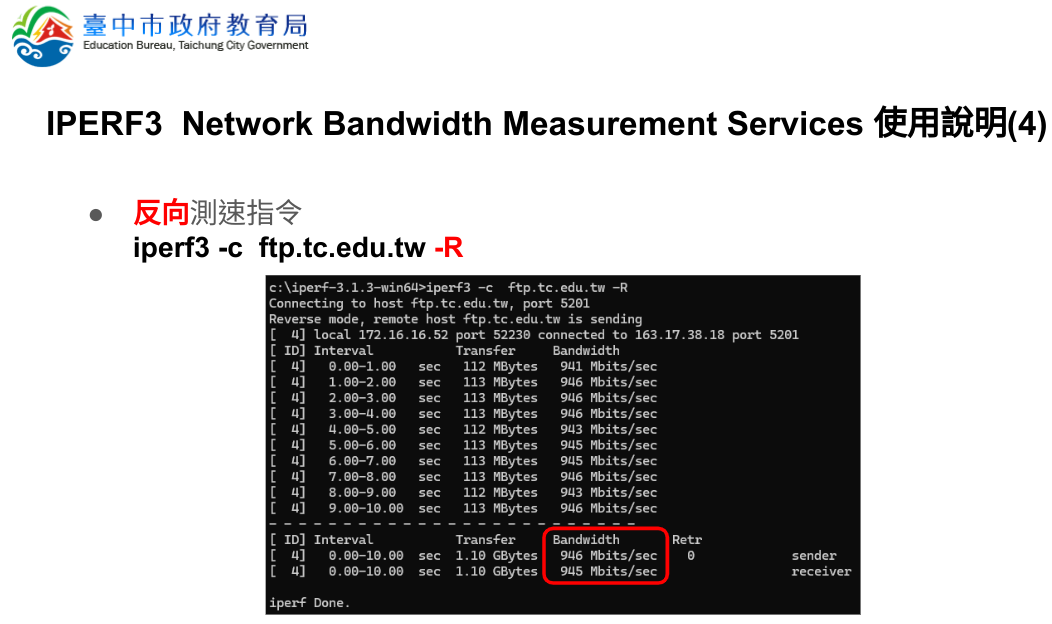 臺中市政府教育局
Education Bureau, Taichung City Government
IPERF3  Network Bandwidth Measurement Services 使用說明(4)
● 反向測速指令
iperf3 -c  ftp.tc.edu.tw -R
c:\iperf-3.1.3-win64>iperf3 -c  ftp.tc.edu.tw -R
Connecting to host ftp.tc.edu.tw, port 5201
Reverse mode, remote host ftp.tc.edu.tw is sending
[  4] local 172.16.16.52 port 52230 connected to 163.17.38.18 port 5201
[ ID] Interval           Transfer     Bandwidth
[  4]   0.00-1.00   sec   112 MBytes   941 Mbits/sec
[  4]   1.00-2.00   sec   113 MBytes   946 Mbits/sec
[  4]   2.00-3.00   sec   113 MBytes   946 Mbits/sec
[  4]   3.00-4.00   sec   113 MBytes   946 Mbits/sec
[  4]   4.00-5.00   sec   112 MBytes   943 Mbits/sec
[  4]   5.00-6.00   sec   113 MBytes   945 Mbits/sec
[  4]   6.00-7.00   sec   113 MBytes   945 Mbits/sec
[  4]   7.00-8.00   sec   113 MBytes   946 Mbits/sec
[  4]   8.00-9.00   sec   112 MBytes   943 Mbits/sec
[  4]   9.00-10.00  sec   113 MBytes   946 Mbits/sec
- - - - - - - - - - - - - - - - - - - - - - - - -
[ ID] Interval           Transfer     Bandwidth       Retr
[  4]   0.00-10.00  sec  1.10 GBytes   946 Mbits/sec    0             sender
[  4]   0.00-10.00  sec  1.10 GBytes   945 Mbits/sec                  receiver
iperf Done.